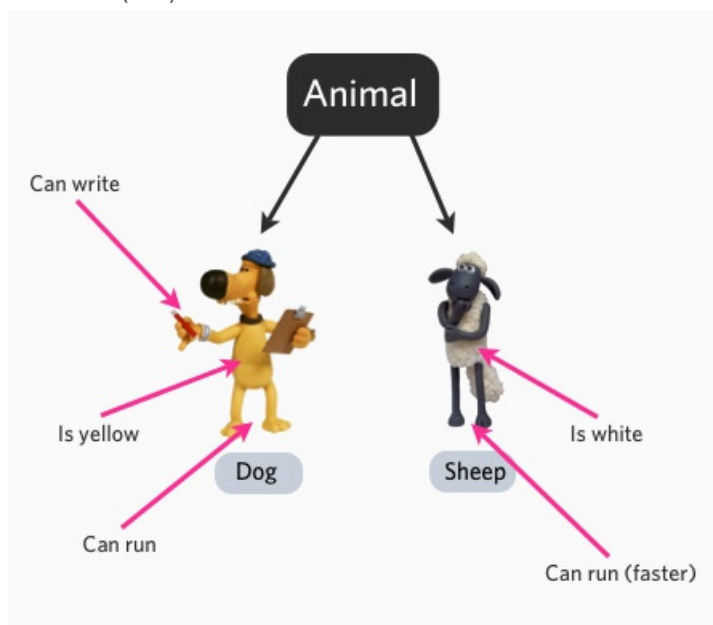 Animal
Can write
Is yellow
Is white
Dog
Sheep
Can run
Can run (faster)